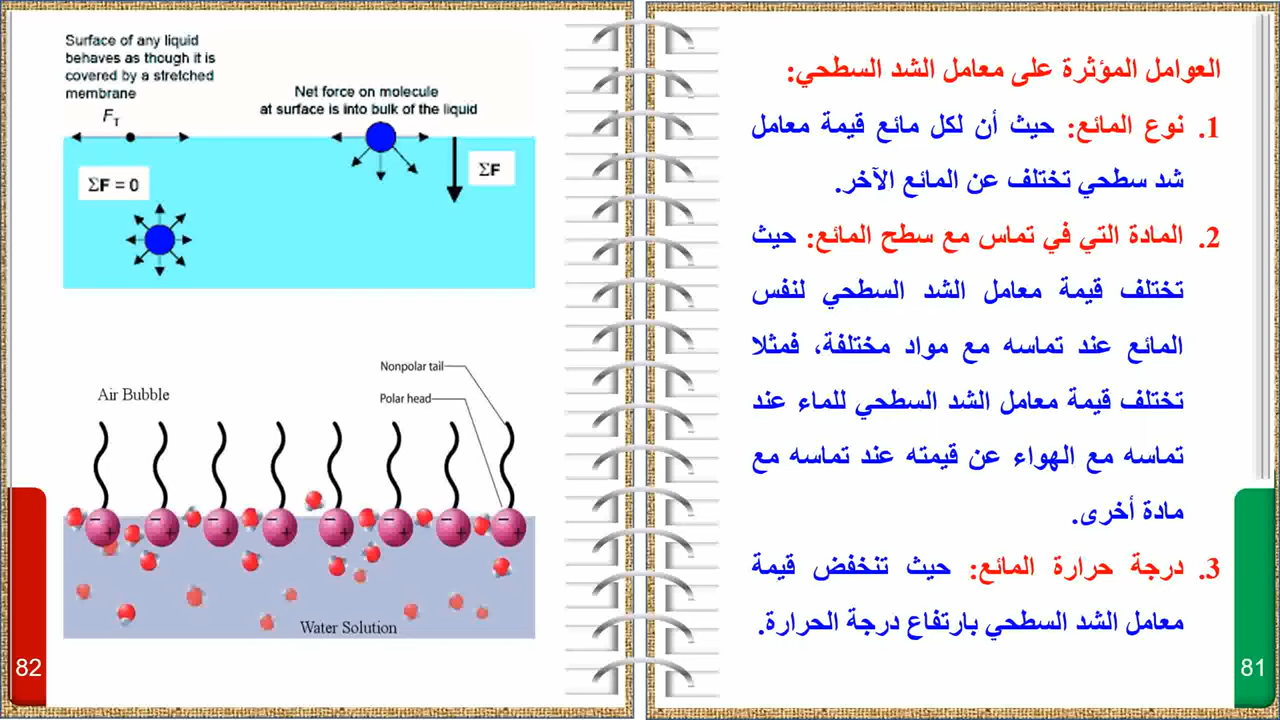 العوامل المؤثرة على معامل الشد السطحي:
1. نوع المائع: حيث أن لكل مائع قيمة معامل
شد سطحي تختلف عن المائع الآخر.
2. المادة التي في تماس مع سطح المائع: حيث
تختلف قيمة معامل الشد السطحي لنفس
المائع عند تماسه مع مواد مختلفة، فمثلا
تختلف قيمة معامل الشد السطحي للماء عند
تماسه مع الهواء عن قيمته عند تماسه مع
مادة أخرى.
3. درجة حرارة المائع: حيث تنخفض قيمة
معامل الشد السطحي بارتفاع درجة الحرارة.
81
Surface of any liquid
behaves as though it is
covered by a stretched
membrane
F_T
Net force on molecule
at surface is into bulk of the liquid
ΣF = 0
ΣF
Nonpolar tail
Air Bubble
Polar head
− + − + − + − + − + − + − + − +
Water Solution
82